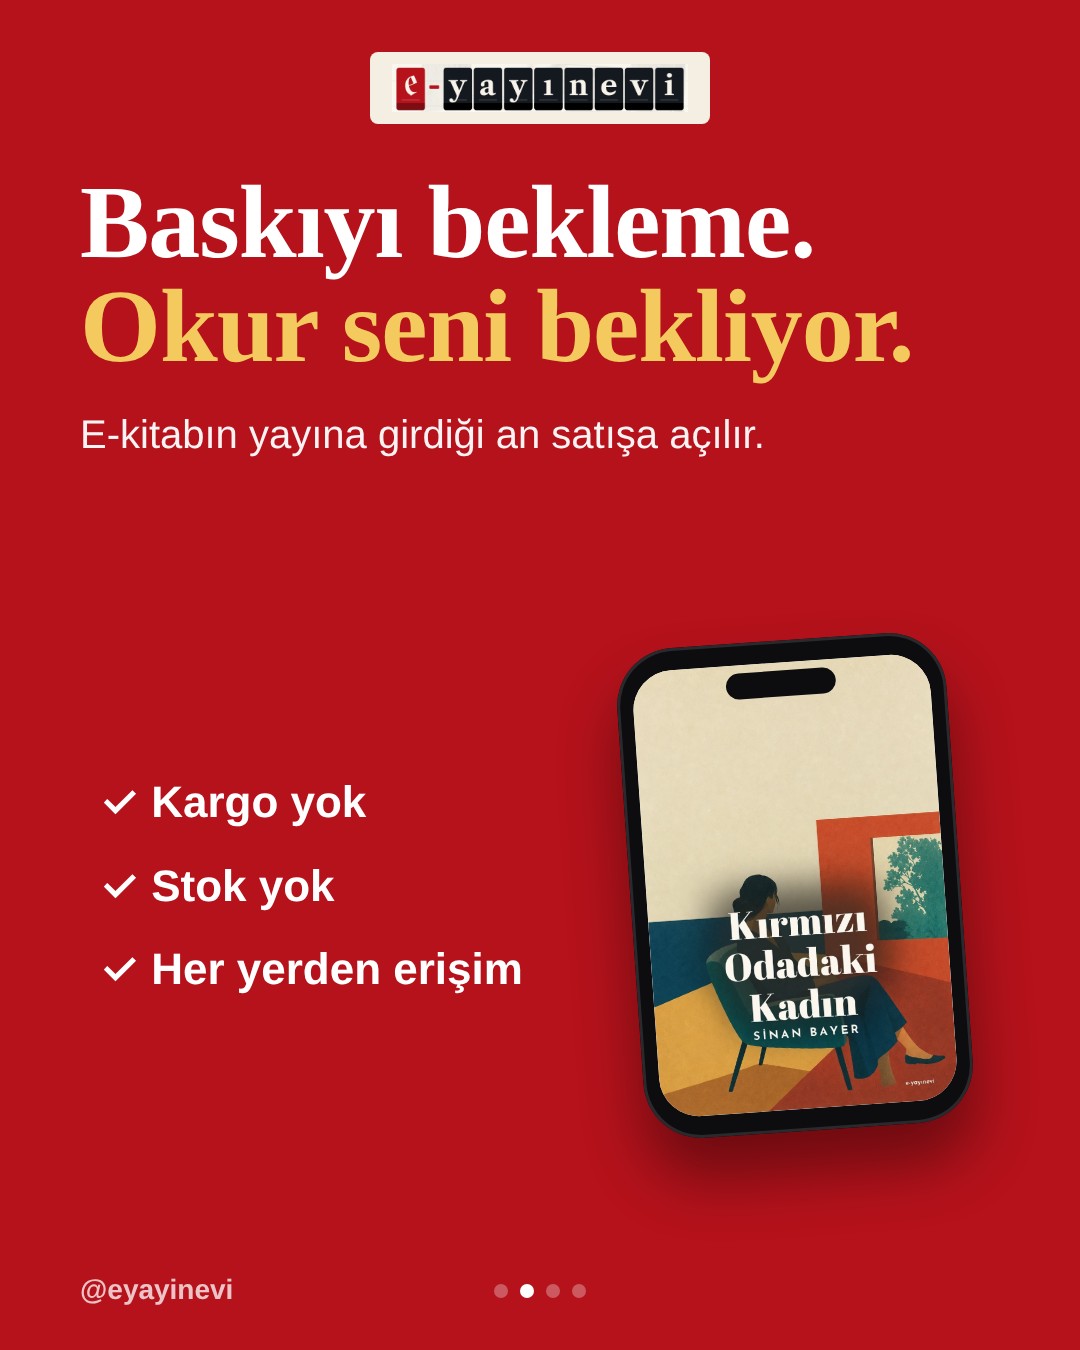 e-yayınevi
Baskıyı bekleme.
Okur seni bekliyor.
E-kitabın yayına girdiği an satışa açılır.
Kargo yok
Stok yok
Her yerden erişim
Kırmızı
Odadaki
Kadın
SİNAN BAYER
e-yayınevi
@eyayinevi